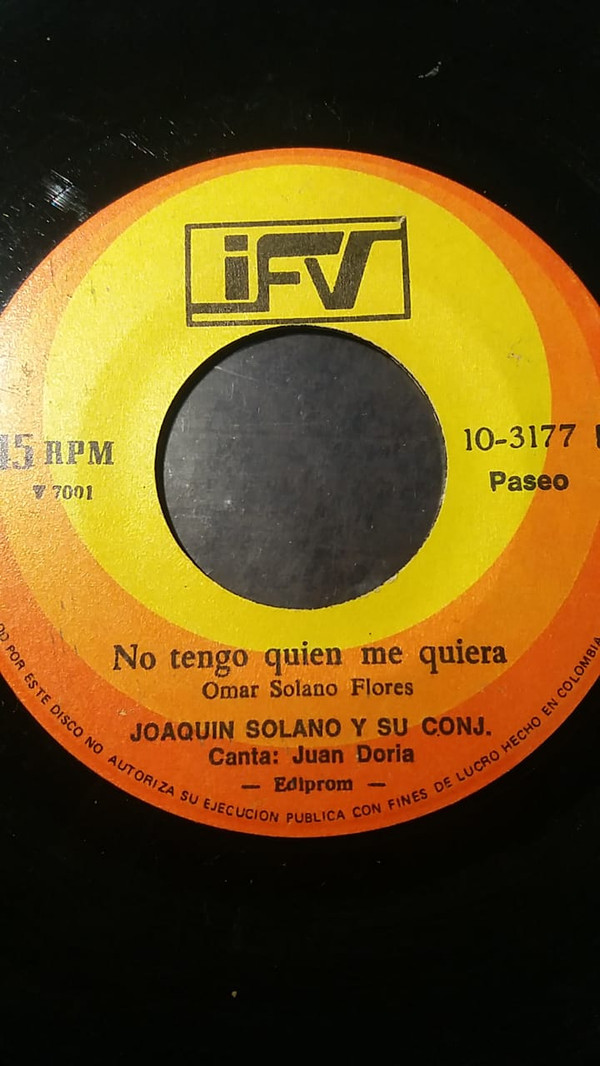 iFV
45 RPM
7001
10-3177
Paseo
No tengo quien me quiera
Omar Solano Flores
JOAQUIN SOLANO Y SU CONJ.
Canta: Juan Doria
— Ediprom —
POR ESTE DISCO NO AUTORIZA SU EJECUCION PUBLICA CON FINES DE LUCRO HECHO EN COLOMBIA